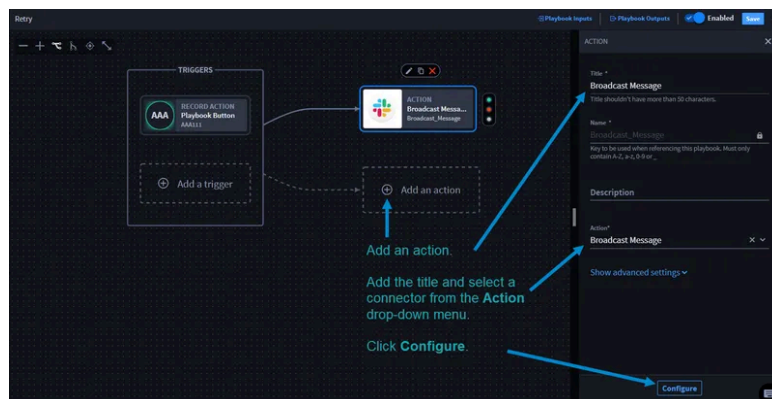 Retry
Playbook Inputs
Playbook Outputs
Enabled
Save
TRIGGERS
AAA
RECORD ACTION
Playbook Button
AAA111
Add a trigger
ACTION
Broadcast Messa...
Broadcast_Message
Add an action
Add an action.
Add the title and select a
connector from the Action
drop-down menu.
Click Configure.
ACTION
Title *
Broadcast Message
Title shouldn't have more than 50 characters.
Name *
Broadcast_Message
Key to be used when referencing this playbook. Must only
contain A-Z, a-z, 0-9 or _
Description
Action*
Broadcast Message
Show advanced settings
Configure